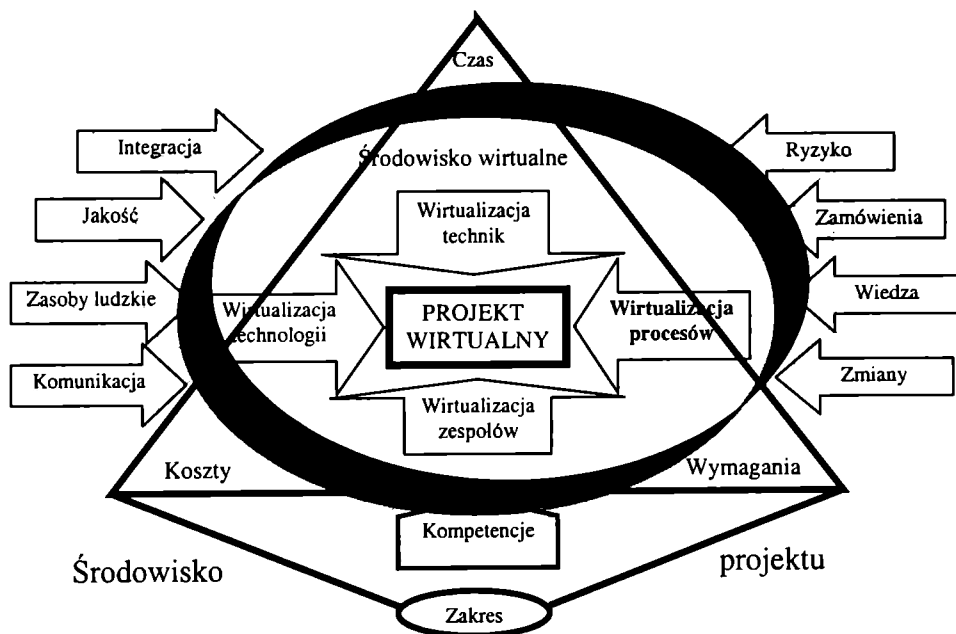 Czas
Integracja
Ryzyko
Środowisko wirtualne
Jakość
Wirtualizacja
technik
Zamówienia
Zasoby ludzkie
Wirtualizacja
technologii
PROJEKT
WIRTUALNY
Wirtualizacja
procesów
Wiedza
Komunikacja
Wirtualizacja
zespołów
Zmiany
Koszty
Wymagania
Kompetencje
Środowisko
projektu
Zakres